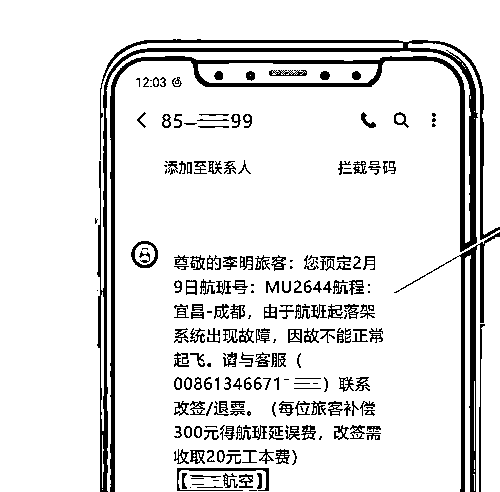 12:03
85-99
添加至联系人 拦截号码
尊敬的李明旅客：您预定2月
9日航班号：MU2644航程：
宜昌-成都，由于航班起落架
系统出现故障，因故不能正常
起飞。请与客服（
00861346671）联系
改签/退票。（每位旅客补偿
300元得航班延误费，改签需
收取20元工本费）
【航空】